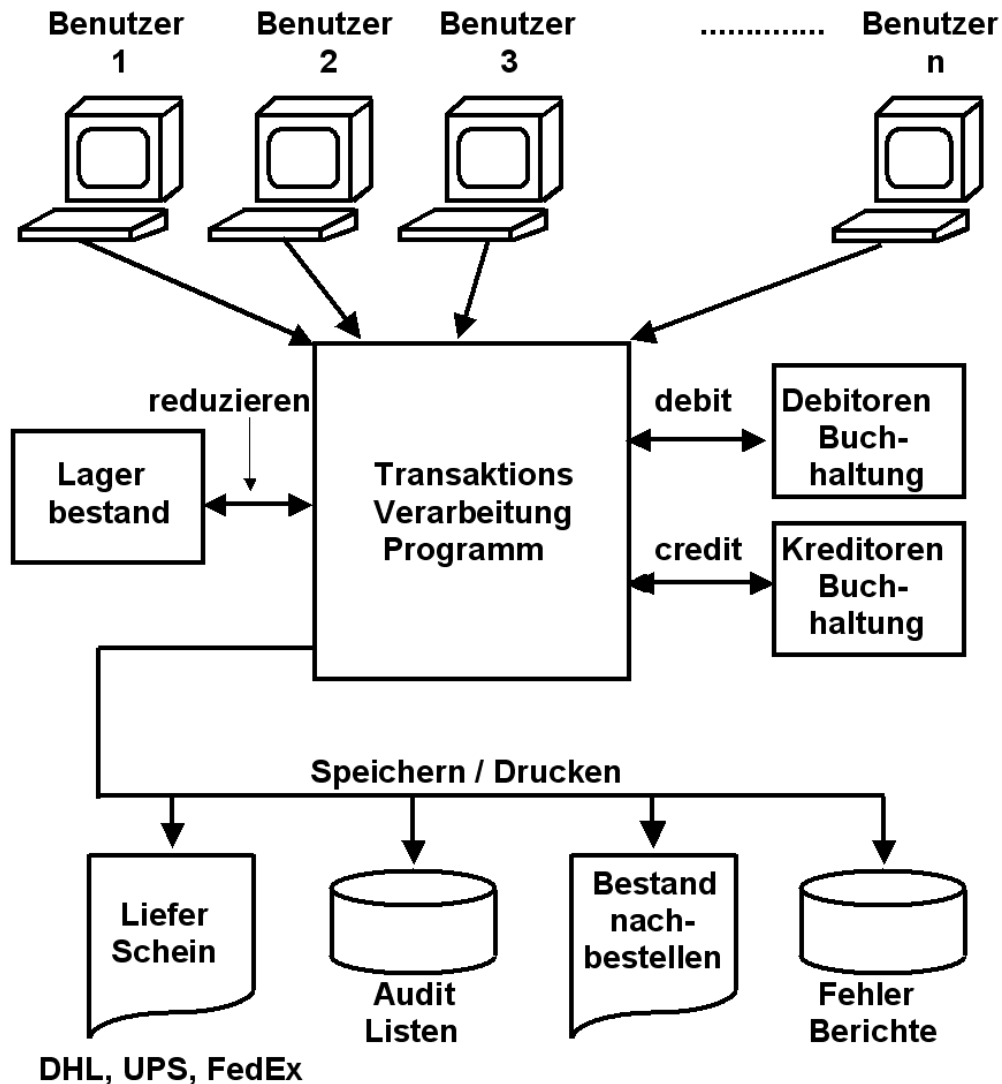 Benutzer Benutzer Benutzer .............. Benutzer
1 2 3 n
reduzieren
Lager
bestand
Transaktions
Verarbeitung
Programm
debit
Debitoren
Buch-
haltung
credit
Kreditoren
Buch-
haltung
Speichern / Drucken
Liefer
Schein
Audit
Listen
Bestand
nach-
bestellen
Fehler
Berichte
DHL, UPS, FedEx